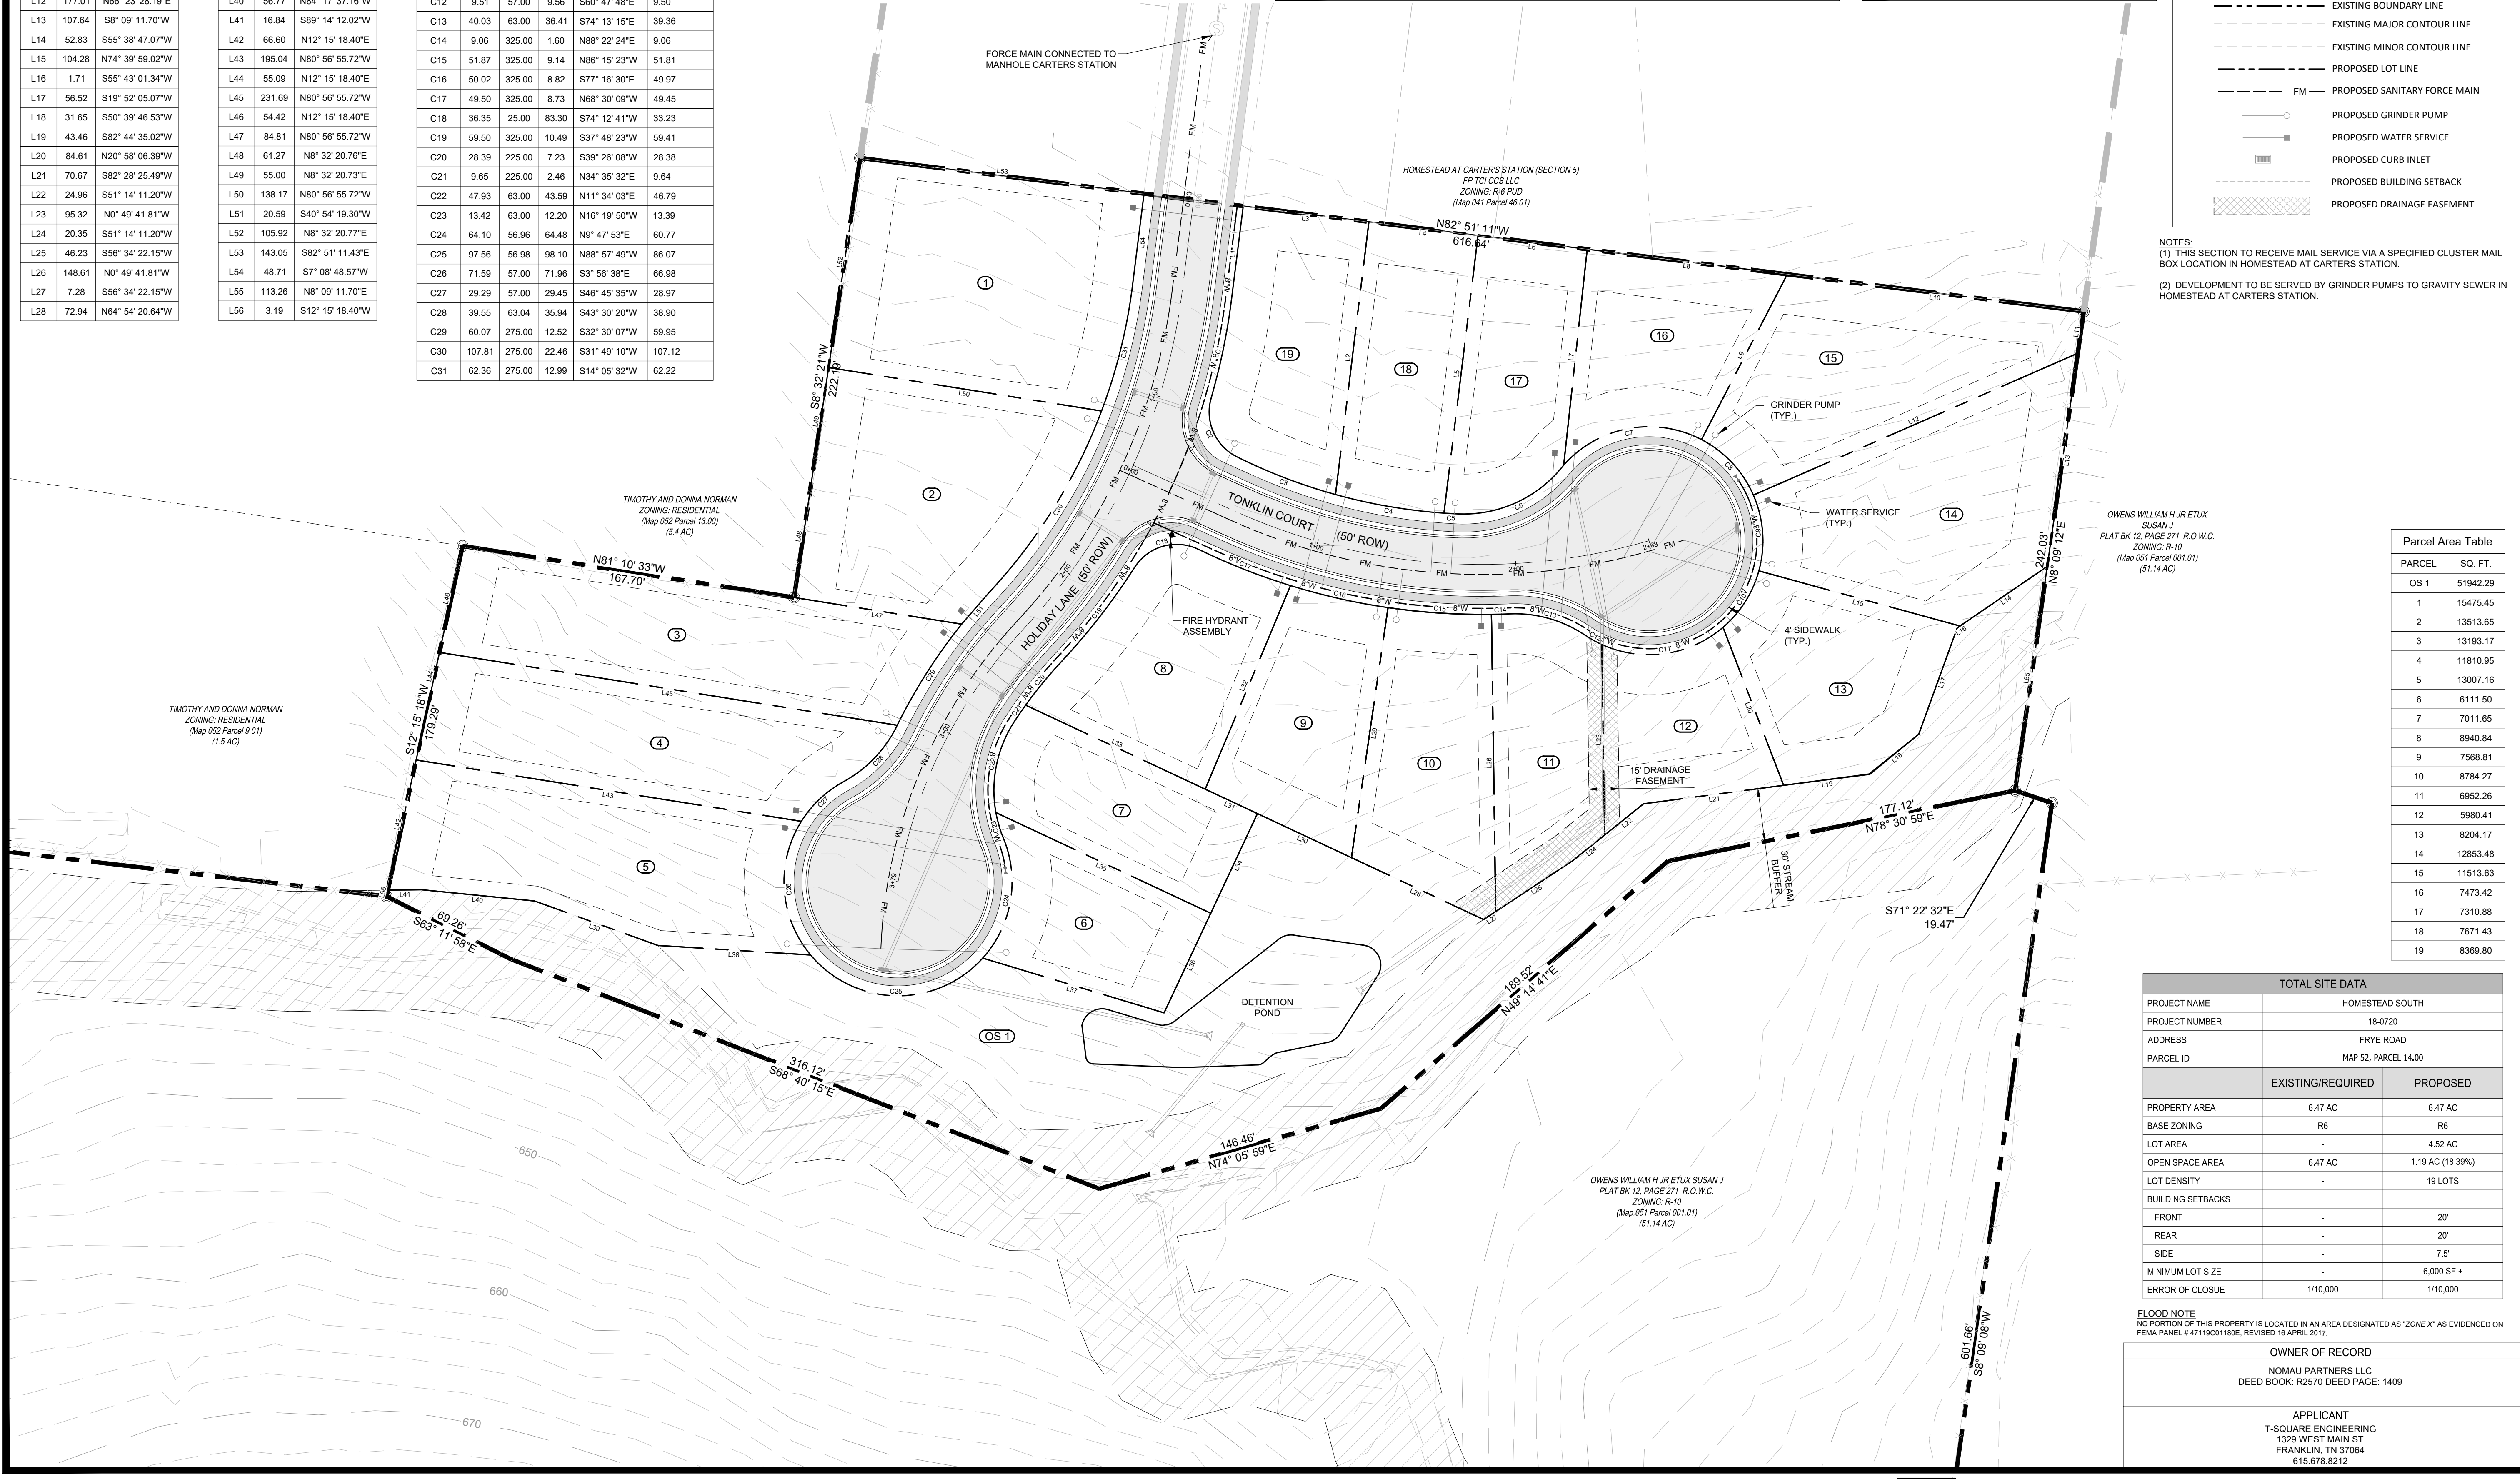 L12 177.01 N66° 23' 28.19"E
L13 107.64 S8° 09' 11.70"W
L14 52.83 S55° 38' 47.07"W
L15 104.28 N74° 39' 59.02"W
L16 1.71 S55° 43' 01.34"W
L17 56.52 S19° 52' 05.07"W
L18 31.65 S50° 39' 46.53"W
L19 43.46 S82° 44' 35.02"W
L20 84.61 N20° 58' 06.39"W
L21 70.67 S82° 28' 25.49"W
L22 24.96 S51° 14' 11.20"W
L23 95.32 N0° 49' 41.81"W
L24 20.35 S51° 14' 11.20"W
L25 46.23 S56° 34' 22.15"W
L26 148.61 N0° 49' 41.81"W
L27 7.28 S56° 34' 22.15"W
L28 72.94 N64° 54' 20.64"W
L40 56.77 N84° 17' 37.16"W
L41 16.84 S89° 14' 12.02"W
L42 66.60 N12° 15' 18.40"E
L43 195.04 N80° 56' 55.72"W
L44 55.09 N12° 15' 18.40"E
L45 231.69 N80° 56' 55.72"W
L46 54.42 N12° 15' 18.40"E
L47 84.81 N80° 56' 55.72"W
L48 61.27 N8° 32' 20.76"E
L49 55.00 N8° 32' 20.73"E
L50 138.17 N80° 56' 55.72"W
L51 20.59 S40° 54' 19.30"W
L52 105.92 N8° 32' 20.77"E
L53 143.05 S82° 51' 11.43"E
L54 48.71 S7° 08' 48.57"W
L55 113.26 N8° 09' 11.70"E
L56 3.19 S12° 15' 18.40"W
C12 9.51 57.00 9.56 S60° 47' 48"E 9.50
C13 40.03 63.00 36.41 S74° 13' 15"E 39.36
C14 9.06 325.00 1.60 N88° 22' 24"E 9.06
C15 51.87 325.00 9.14 N86° 15' 23"W 51.81
C16 50.02 325.00 8.82 S77° 16' 30"E 49.97
C17 49.50 325.00 8.73 N68° 30' 09"W 49.45
C18 36.35 25.00 83.30 S74° 12' 41"W 33.23
C19 59.50 325.00 10.49 S37° 48' 23"W 59.41
C20 28.39 225.00 7.23 S39° 26' 08"W 28.38
C21 9.65 225.00 2.46 N34° 35' 32"E 9.64
C22 47.93 63.00 43.59 N11° 34' 03"E 46.79
C23 13.42 63.00 12.20 N16° 19' 50"W 13.39
C24 64.10 56.96 64.48 N9° 47' 53"E 60.77
C25 97.56 56.98 98.10 N88° 57' 49"W 86.07
C26 71.59 57.00 71.96 S3° 56' 38"E 66.98
C27 29.29 57.00 29.45 S46° 45' 35"W 28.97
C28 39.55 63.04 35.94 S43° 30' 20"W 38.90
C29 60.07 275.00 12.52 S32° 30' 07"W 59.95
C30 107.81 275.00 22.46 S31° 49' 10"W 107.12
C31 62.36 275.00 12.99 S14° 05' 32"W 62.22
FORCE MAIN CONNECTED TO
MANHOLE CARTERS STATION
EXISTING BOUNDARY LINE
EXISTING MAJOR CONTOUR LINE
EXISTING MINOR CONTOUR LINE
PROPOSED LOT LINE
FM PROPOSED SANITARY FORCE MAIN
PROPOSED GRINDER PUMP
PROPOSED WATER SERVICE
PROPOSED CURB INLET
PROPOSED BUILDING SETBACK
PROPOSED DRAINAGE EASEMENT
NOTES:
(1) THIS SECTION TO RECEIVE MAIL SERVICE VIA A SPECIFIED CLUSTER MAIL
BOX LOCATION IN HOMESTEAD AT CARTERS STATION.
(2) DEVELOPMENT TO BE SERVED BY GRINDER PUMPS TO GRAVITY SEWER IN
HOMESTEAD AT CARTERS STATION.
HOMESTEAD AT CARTER'S STATION (SECTION 5)
FP TCI CCS LLC
ZONING: R-6 PUD
(Map 041 Parcel 46.01)
N82° 51' 11"W
616.64'
S8° 32' 21"W
222.19'
TIMOTHY AND DONNA NORMAN
ZONING: RESIDENTIAL
(Map 052 Parcel 13.00)
(5.4 AC)
N81° 10' 33"W
167.70'
TIMOTHY AND DONNA NORMAN
ZONING: RESIDENTIAL
(Map 052 Parcel 9.01)
(1.5 AC)
S12° 15' 18"W
179.29'
GRINDER PUMP
(TYP.)
WATER SERVICE
(TYP.)
TONKLIN COURT
(50' ROW)
HOLIDAY LANE (50' ROW)
FIRE HYDRANT
ASSEMBLY
4' SIDEWALK
(TYP.)
15' DRAINAGE
EASEMENT
30' STREAM
BUFFER
DETENTION
POND
OS 1
1
2
3
4
5
6
7
8
9
10
11
12
13
14
15
16
17
18
19
OWENS WILLIAM H JR ETUX
SUSAN J
PLAT BK 12, PAGE 271 R.O.W.C.
ZONING: R-10
(Map 051 Parcel 001.01)
(51.14 AC)
242.03'
N8° 09' 12"E
177.12'
N78° 30' 59"E
S71° 22' 32"E
19.47'
189.52'
N49° 14' 41"E
69.26'
S63° 11' 58"E
316.12'
S68° 40' 15"E
146.46'
N74° 05' 59"E
OWENS WILLIAM H JR ETUX SUSAN J
PLAT BK 12, PAGE 271 R.O.W.C.
ZONING: R-10
(Map 051 Parcel 001.01)
(51.14 AC)
601.66'
S8° 09' 08"W
650
660
670
Parcel Area Table
PARCEL SQ. FT.
OS 1 51942.29
1 15475.45
2 13513.65
3 13193.17
4 11810.95
5 13007.16
6 6111.50
7 7011.65
8 8940.84
9 7568.81
10 8784.27
11 6952.26
12 5980.41
13 8204.17
14 12853.48
15 11513.63
16 7473.42
17 7310.88
18 7671.43
19 8369.80
TOTAL SITE DATA
PROJECT NAME HOMESTEAD SOUTH
PROJECT NUMBER 18-0720
ADDRESS FRYE ROAD
PARCEL ID MAP 52, PARCEL 14.00
EXISTING/REQUIRED PROPOSED
PROPERTY AREA 6.47 AC 6.47 AC
BASE ZONING R6 R6
LOT AREA - 4.52 AC
OPEN SPACE AREA 6.47 AC 1.19 AC (18.39%)
LOT DENSITY - 19 LOTS
BUILDING SETBACKS
FRONT - 20'
REAR - 20'
SIDE - 7.5'
MINIMUM LOT SIZE - 6,000 SF +
ERROR OF CLOSUE 1/10,000 1/10,000
FLOOD NOTE
NO PORTION OF THIS PROPERTY IS LOCATED IN AN AREA DESIGNATED AS "ZONE X" AS EVIDENCED ON
FEMA PANEL # 47119C01180E, REVISED 16 APRIL 2017.
OWNER OF RECORD
NOMAU PARTNERS LLC
DEED BOOK: R2570 DEED PAGE: 1409
APPLICANT
T-SQUARE ENGINEERING
1329 WEST MAIN ST
FRANKLIN, TN 37064
615.678.8212